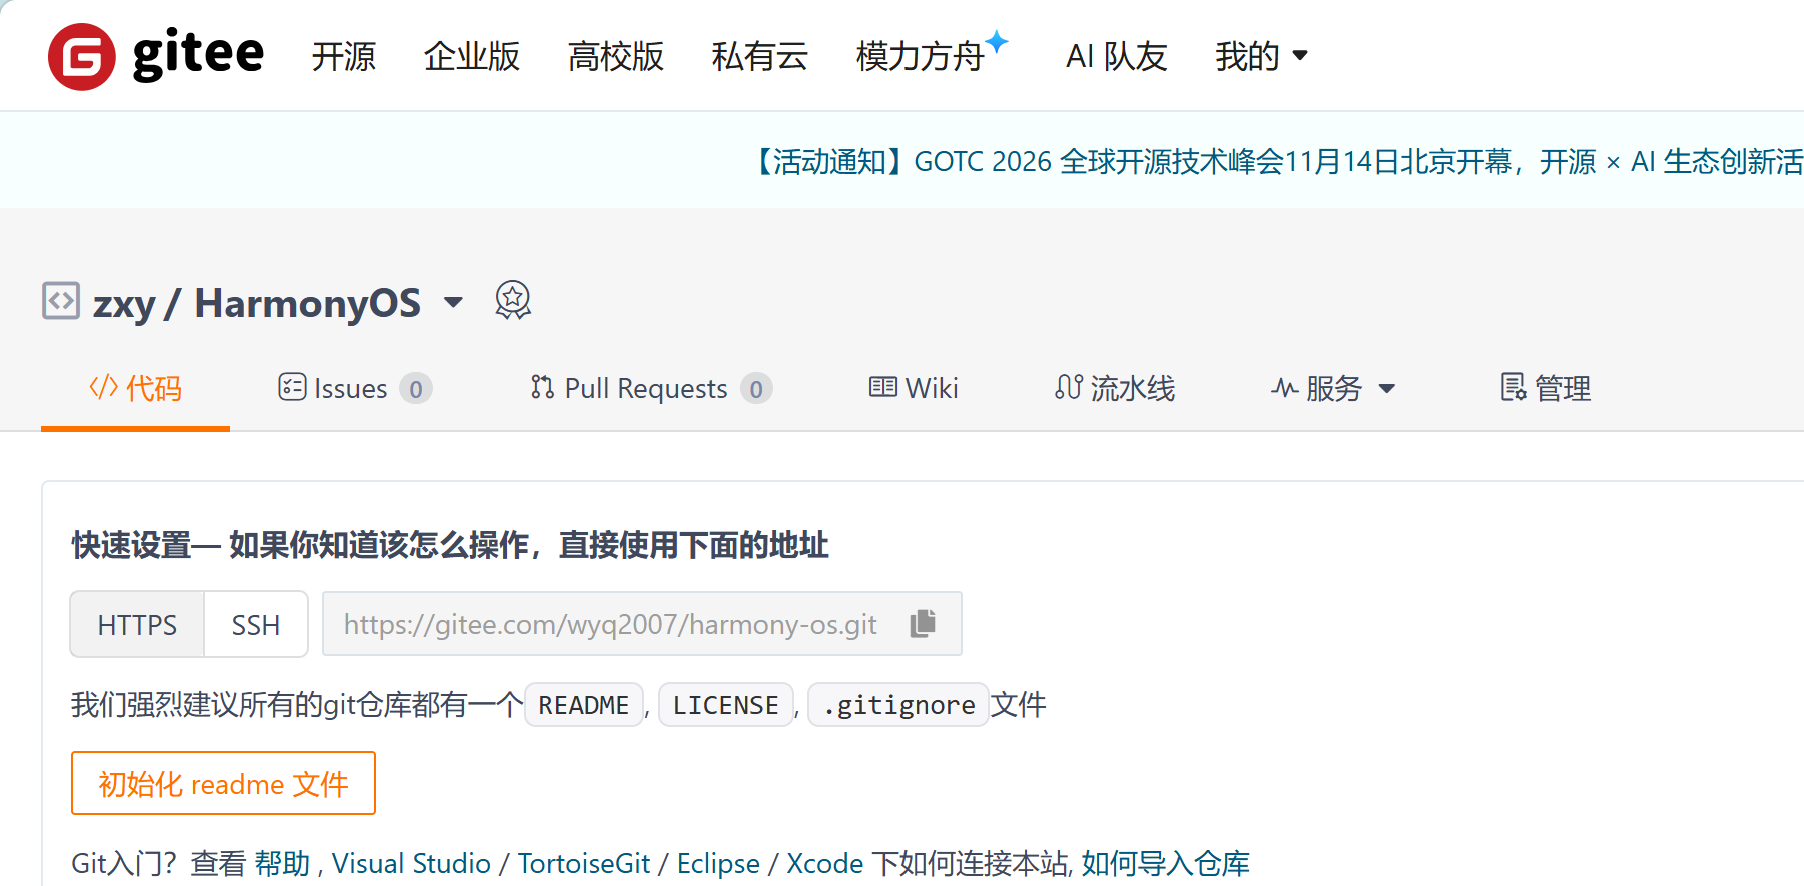 gitee 开源 企业版 高校版 私有云 模力方舟 AI 队友 我的
【活动通知】GOTC 2026 全球开源技术峰会11月14日北京开幕，开源 × AI 生态创新活
zxy / HarmonyOS
代码 Issues 0 Pull Requests 0 Wiki 流水线 服务 管理
快速设置— 如果你知道该怎么操作，直接使用下面的地址
HTTPS SSH https://gitee.com/wyq2007/harmony-os.git
我们强烈建议所有的git仓库都有一个 README, LICENSE, .gitignore 文件
初始化 readme 文件
Git入门？查看 帮助 , Visual Studio / TortoiseGit / Eclipse / Xcode 下如何连接本站, 如何导入仓库